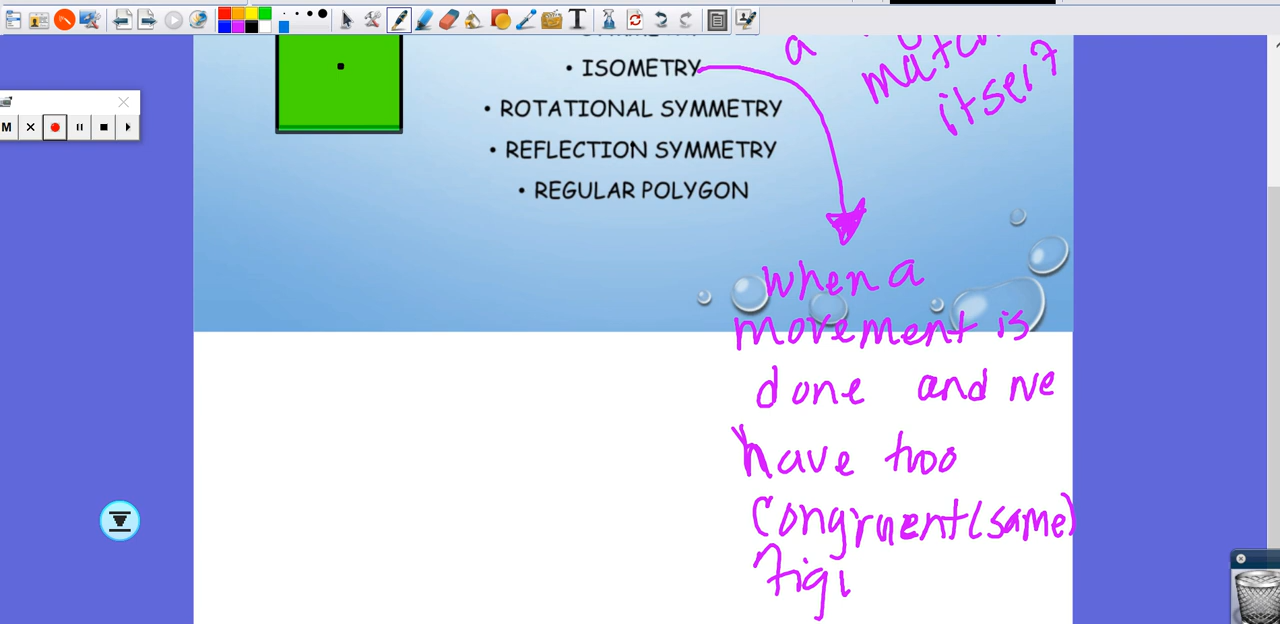 a
match
itself
• ISOMETRY
• ROTATIONAL SYMMETRY
• REFLECTION SYMMETRY
• REGULAR POLYGON
M
when a
movement is
done and we
have two
congruent(same)
figu